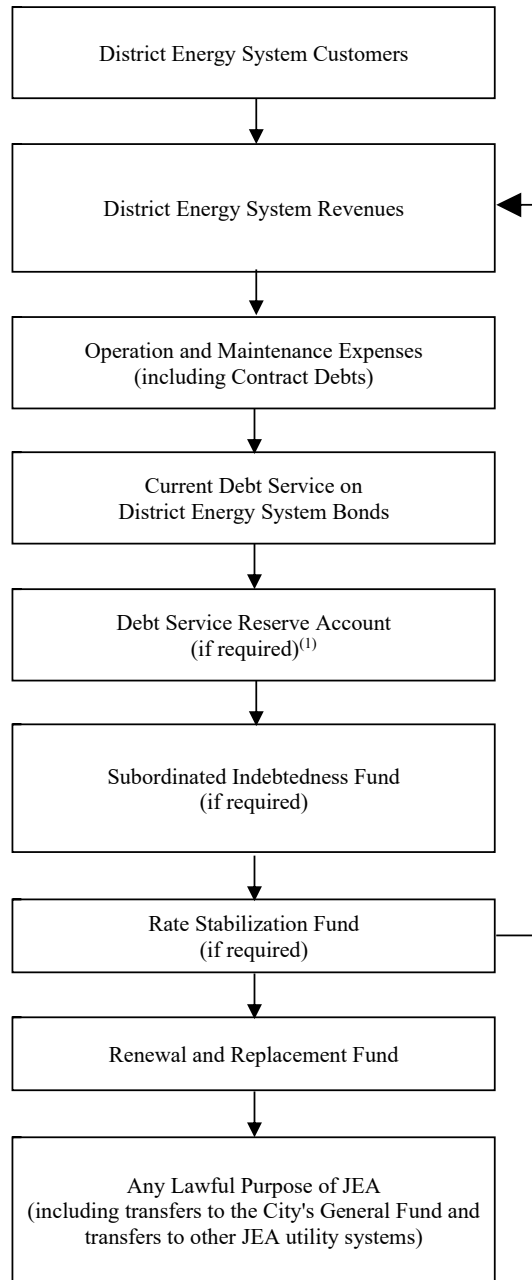 District Energy System Customers
District Energy System Revenues
Operation and Maintenance Expenses
(including Contract Debts)
Current Debt Service on
District Energy System Bonds
Debt Service Reserve Account
(if required)(1)
Subordinated Indebtedness Fund
(if required)
Rate Stabilization Fund
(if required)
Renewal and Replacement Fund
Any Lawful Purpose of JEA
(including transfers to the City's General Fund and
transfers to other JEA utility systems)